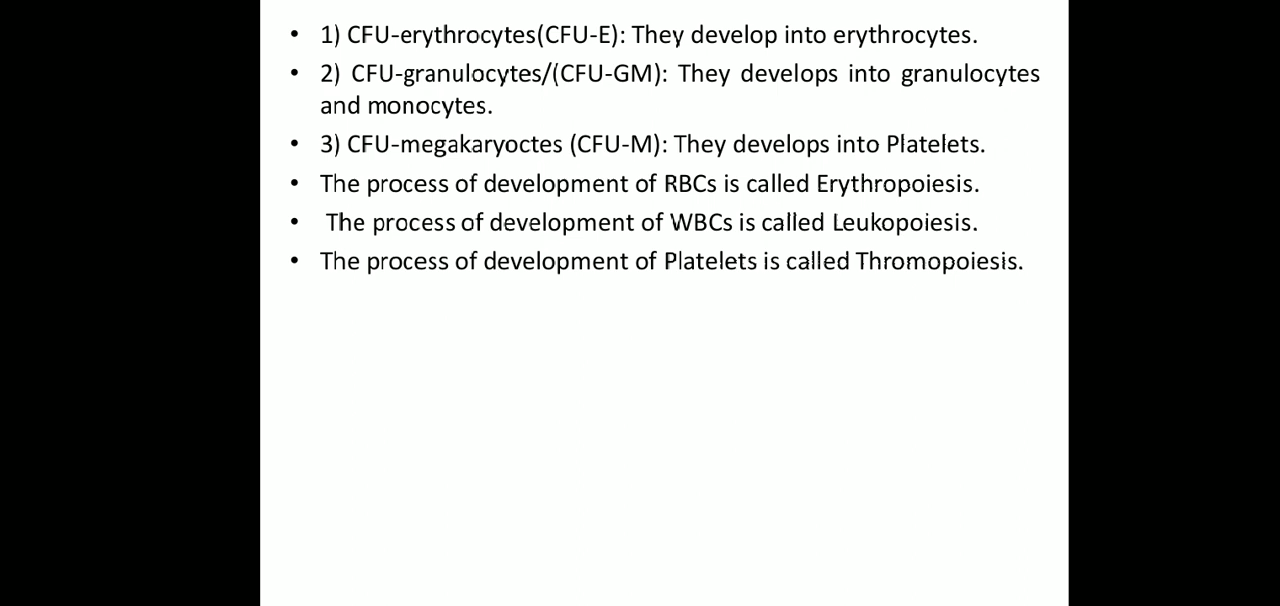 • 1) CFU-erythrocytes(CFU-E): They develop into erythrocytes.
• 2) CFU-granulocytes/(CFU-GM): They develops into granulocytes
and monocytes.
• 3) CFU-megakaryoctes (CFU-M): They develops into Platelets.
• The process of development of RBCs is called Erythropoiesis.
• The process of development of WBCs is called Leukopoiesis.
• The process of development of Platelets is called Thromopoiesis.